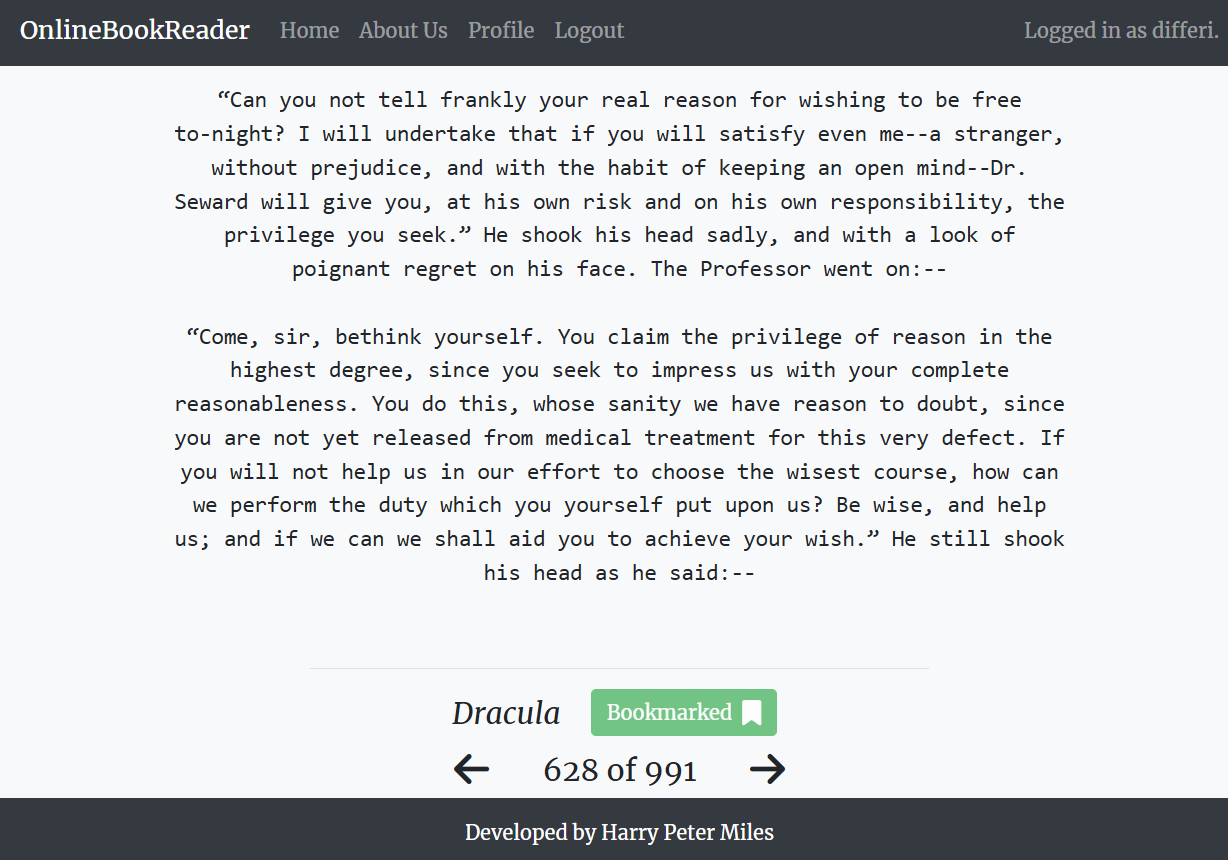 OnlineBookReader Home About Us Profile Logout Logged in as differi.
“Can you not tell frankly your real reason for wishing to be free
to-night? I will undertake that if you will satisfy even me--a stranger,
without prejudice, and with the habit of keeping an open mind--Dr.
Seward will give you, at his own risk and on his own responsibility, the
privilege you seek.” He shook his head sadly, and with a look of
poignant regret on his face. The Professor went on:--
“Come, sir, bethink yourself. You claim the privilege of reason in the
highest degree, since you seek to impress us with your complete
reasonableness. You do this, whose sanity we have reason to doubt, since
you are not yet released from medical treatment for this very defect. If
you will not help us in our effort to choose the wisest course, how can
we perform the duty which you yourself put upon us? Be wise, and help
us; and if we can we shall aid you to achieve your wish.” He still shook
his head as he said:--
Dracula Bookmarked
628 of 991
Developed by Harry Peter Miles